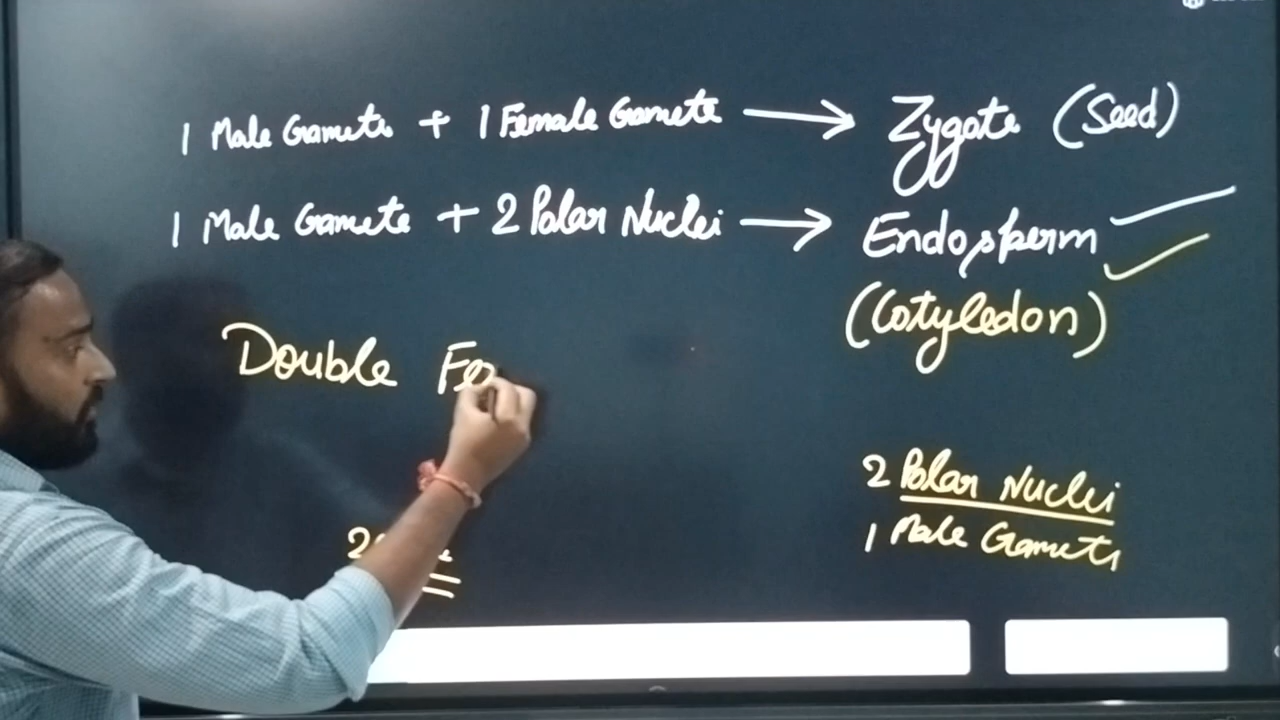 1 Male Gamete + 1 Female Gamete → Zygote (Seed)
1 Male Gamete + 2 Polar Nuclei → Endosperm
(Cotyledon)
Double Fe
2 Polar Nuclei
1 Male Gamete